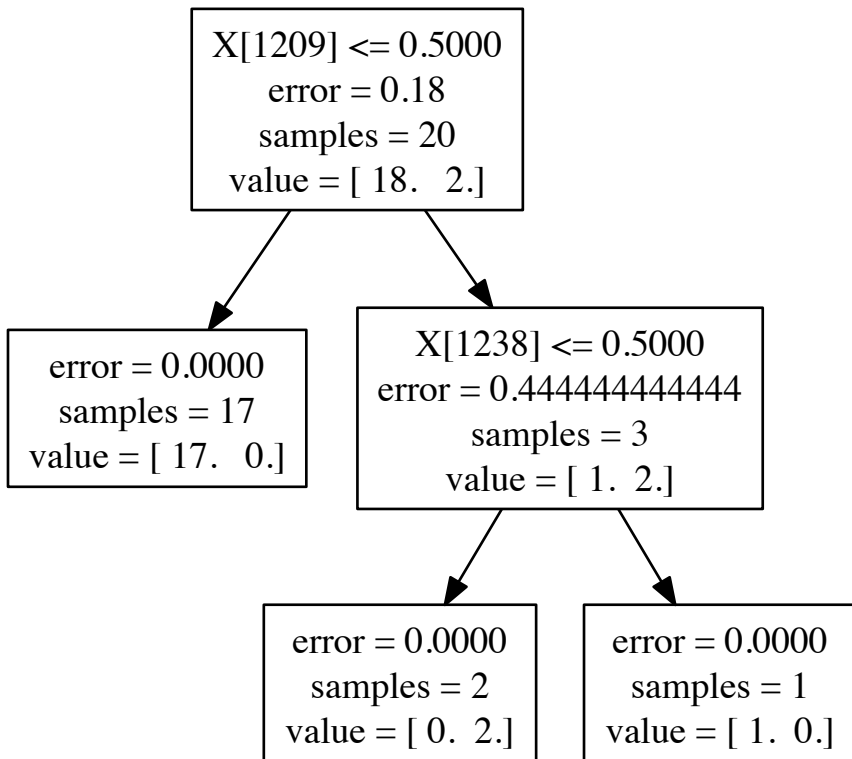 X[1209] <= 0.5000
error = 0.18
samples = 20
value = [ 18.   2.]
error = 0.0000
samples = 17
value = [ 17.   0.]
X[1238] <= 0.5000
error = 0.444444444444
samples = 3
value = [ 1.  2.]
error = 0.0000
samples = 2
value = [ 0.  2.]
error = 0.0000
samples = 1
value = [ 1.  0.]